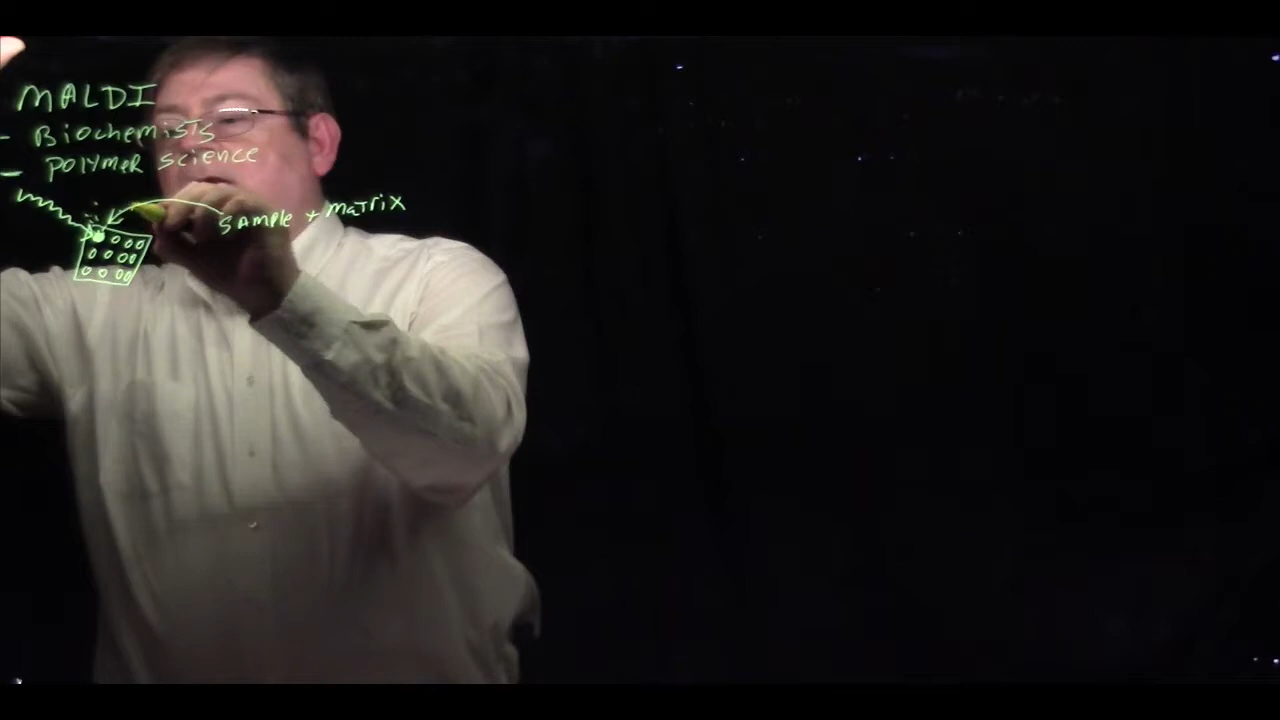 MALDI
- Biochemists
- Polymer science
Sample + Matrix